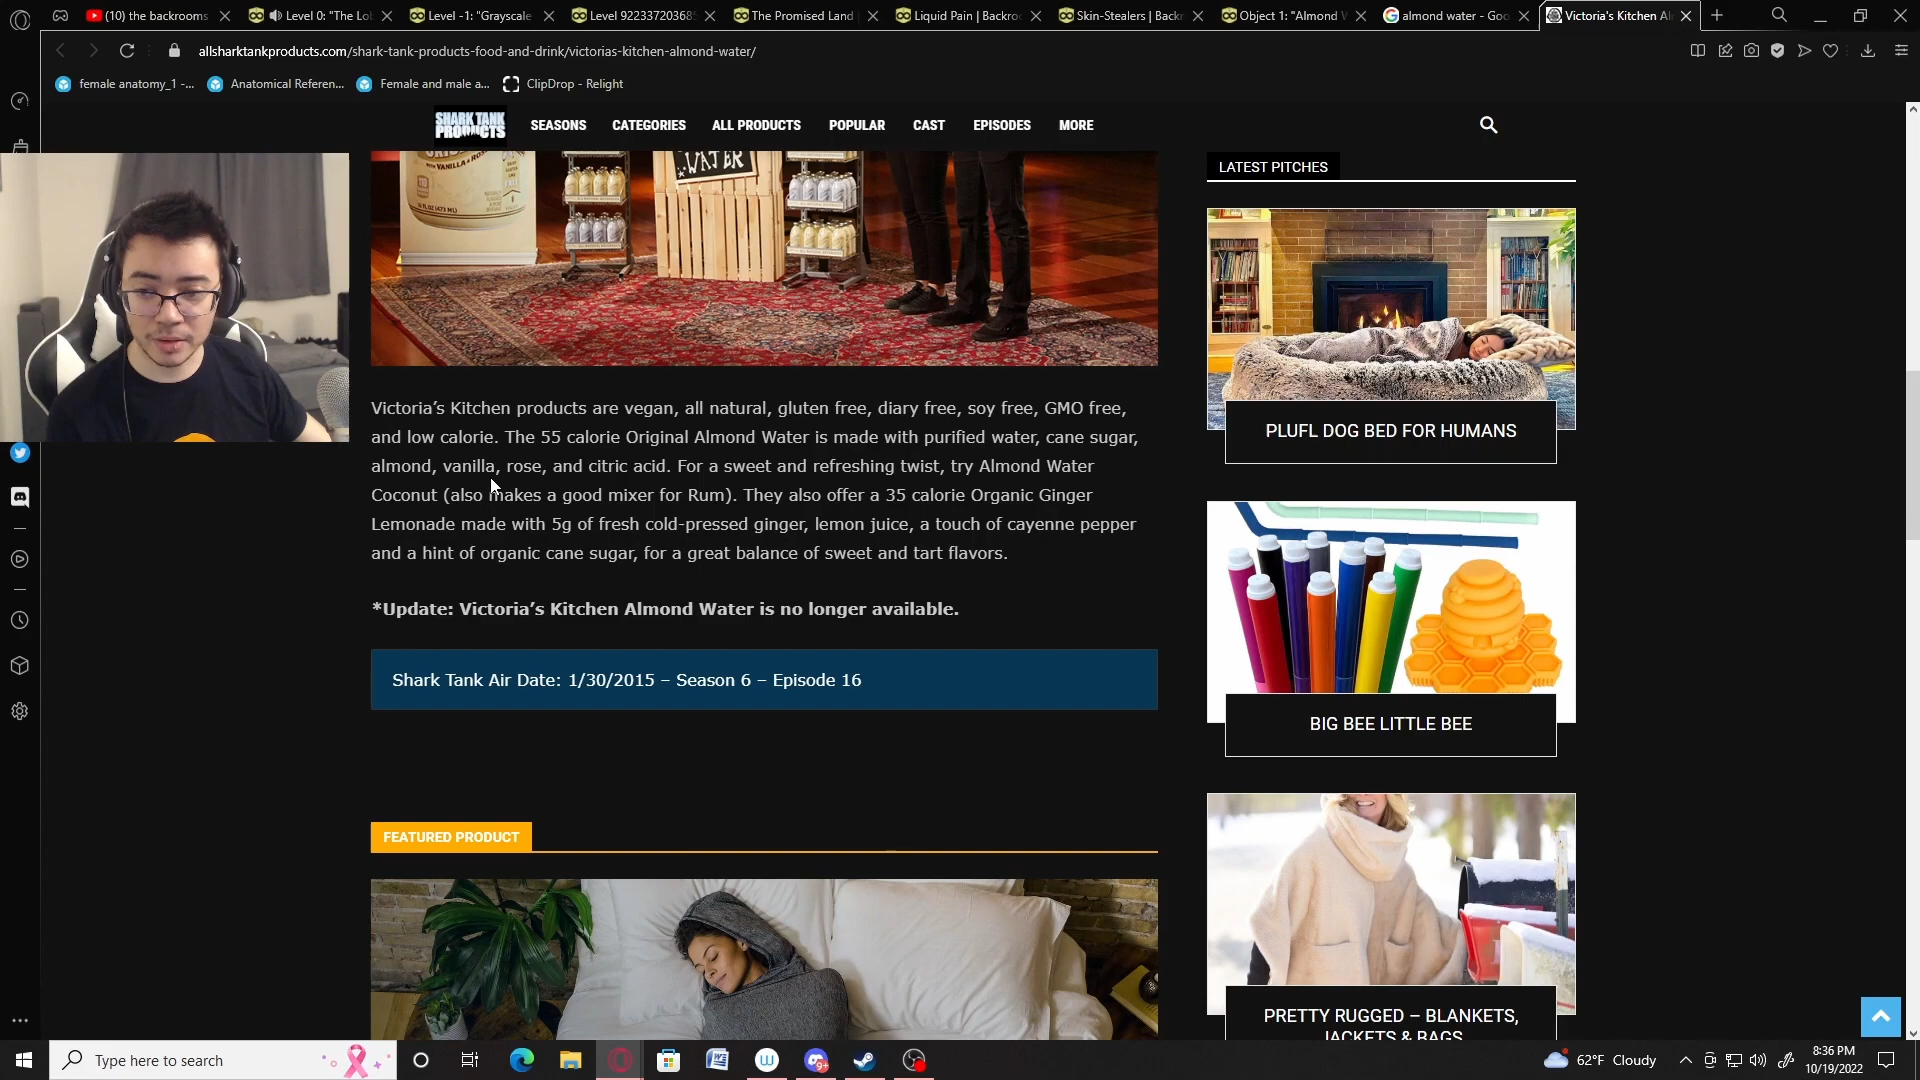 (10) the backrooms
Level 0: "The Lo
Level -1: "Grayscale
Level 9223372036
The Promised Land
Liquid Pain | Backro
Skin-Stealers | Back
Object 1: "Almond W
almond water - Goo
Victoria's Kitchen Al
allsharktankproducts.com/shark-tank-products-food-and-drink/victorias-kitchen-almond-water/
female anatomy_1 -...
Anatomical Referen...
Female and male a...
ClipDrop - Relight
SHARK TANK
PRODUCTS
SEASONS
CATEGORIES
ALL PRODUCTS
POPULAR
CAST
EPISODES
MORE
with VANILLA & ROSE
WATER
Victoria's Kitchen products are vegan, all natural, gluten free, diary free, soy free, GMO free,
and low calorie. The 55 calorie Original Almond Water is made with purified water, cane sugar,
almond, vanilla, rose, and citric acid. For a sweet and refreshing twist, try Almond Water
Coconut (also makes a good mixer for Rum). They also offer a 35 calorie Organic Ginger
Lemonade made with 5g of fresh cold-pressed ginger, lemon juice, a touch of cayenne pepper
and a hint of organic cane sugar, for a great balance of sweet and tart flavors.
*Update: Victoria's Kitchen Almond Water is no longer available.
Shark Tank Air Date: 1/30/2015 – Season 6 – Episode 16
FEATURED PRODUCT
LATEST PITCHES
PLUFL DOG BED FOR HUMANS
BIG BEE LITTLE BEE
PRETTY RUGGED – BLANKETS,
JACKETS & BAGS
Type here to search
9+
62°F Cloudy
8:36 PM
10/19/2022